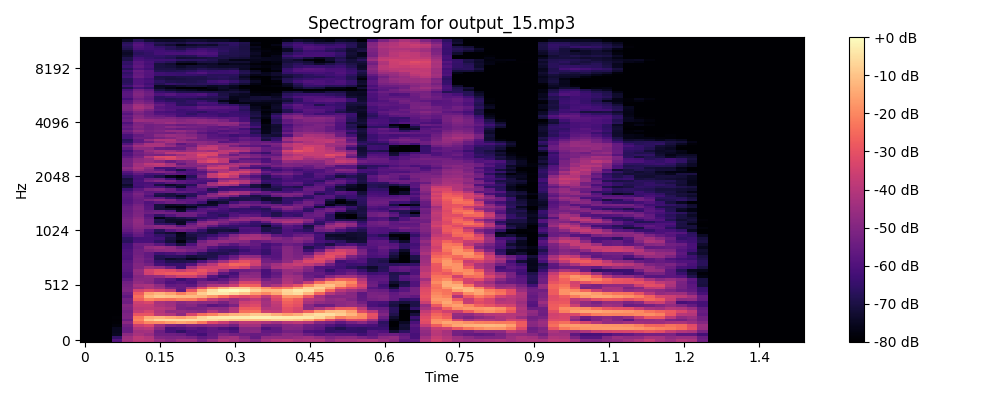 Spectrogram for output_15.mp3
+0 dB
8192
-10 dB
4096
-20 dB
-30 dB
2048
-40 dB
Hz
1024
-50 dB
512
-60 dB
-70 dB
0
-80 dB
0 0.15 0.3 0.45 0.6 0.75 0.9 1.1 1.2 1.4
Time